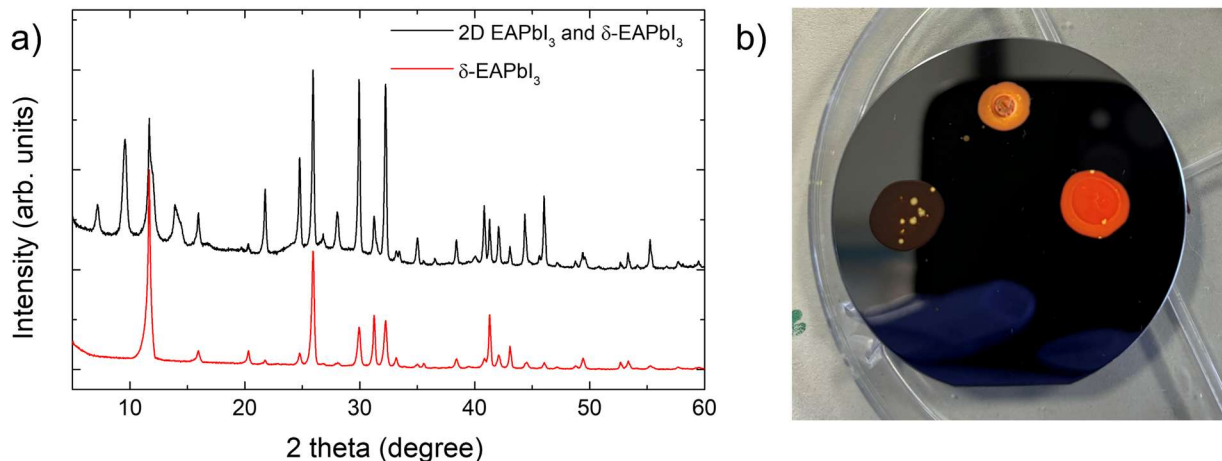 a)
2D EAPbI₃ and δ-EAPbI₃
δ-EAPbI₃
Intensity (arb. units)
10 20 30 40 50 60
2 theta (degree)
b)